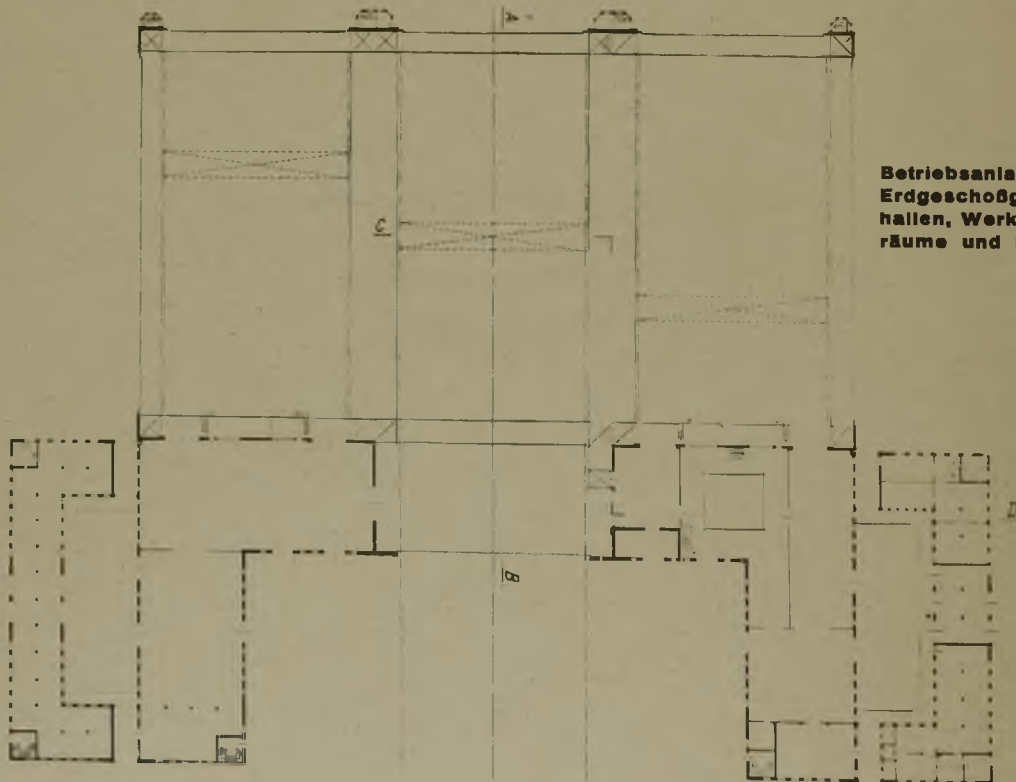 A
Betriebsanla
Erdgeschoßg
hallen, Werk
räume und
C
D
B